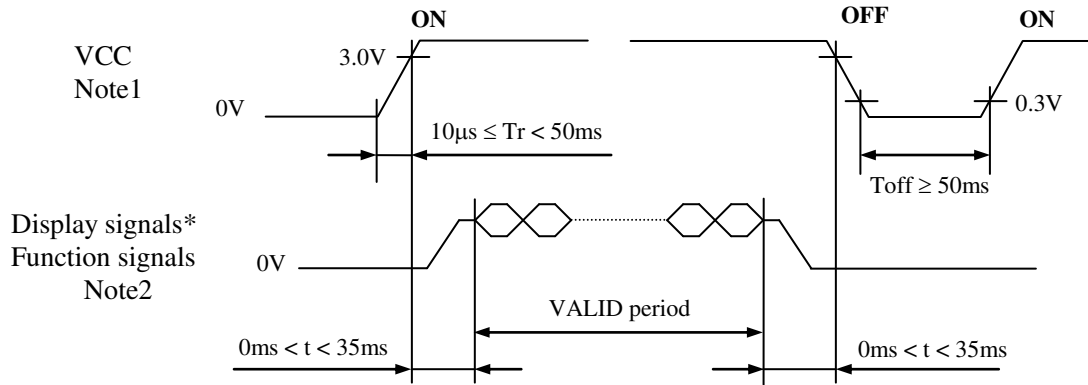 ON OFF ON
VCC
Note1
3.0V
0V
0.3V
10μs ≤ Tr < 50ms
Toff ≥ 50ms
Display signals*
Function signals
Note2
0V
VALID period
0ms < t < 35ms
0ms < t < 35ms